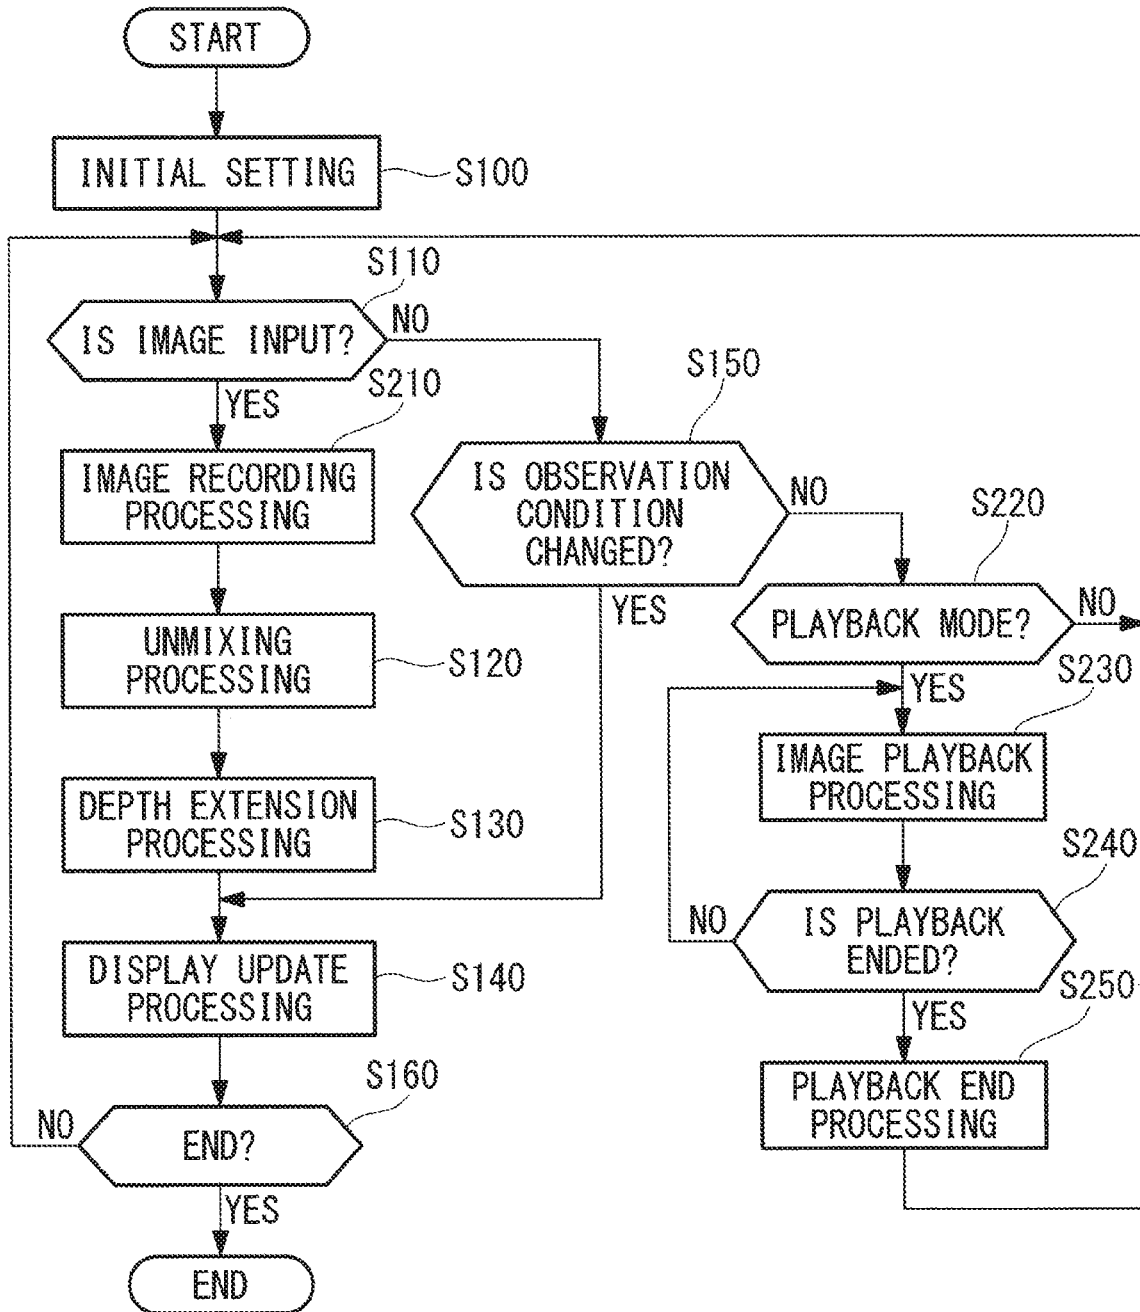 START
INITIAL SETTING
S100
S110
IS IMAGE INPUT?
NO
YES
S210
IMAGE RECORDING
PROCESSING
S150
IS OBSERVATION
CONDITION
CHANGED?
NO
YES
S220
PLAYBACK MODE?
NO
YES
UNMIXING
PROCESSING
S120
S230
IMAGE PLAYBACK
PROCESSING
DEPTH EXTENSION
PROCESSING
S130
S240
IS PLAYBACK
ENDED?
NO
YES
DISPLAY UPDATE
PROCESSING
S140
S250
PLAYBACK END
PROCESSING
S160
END?
NO
YES
END